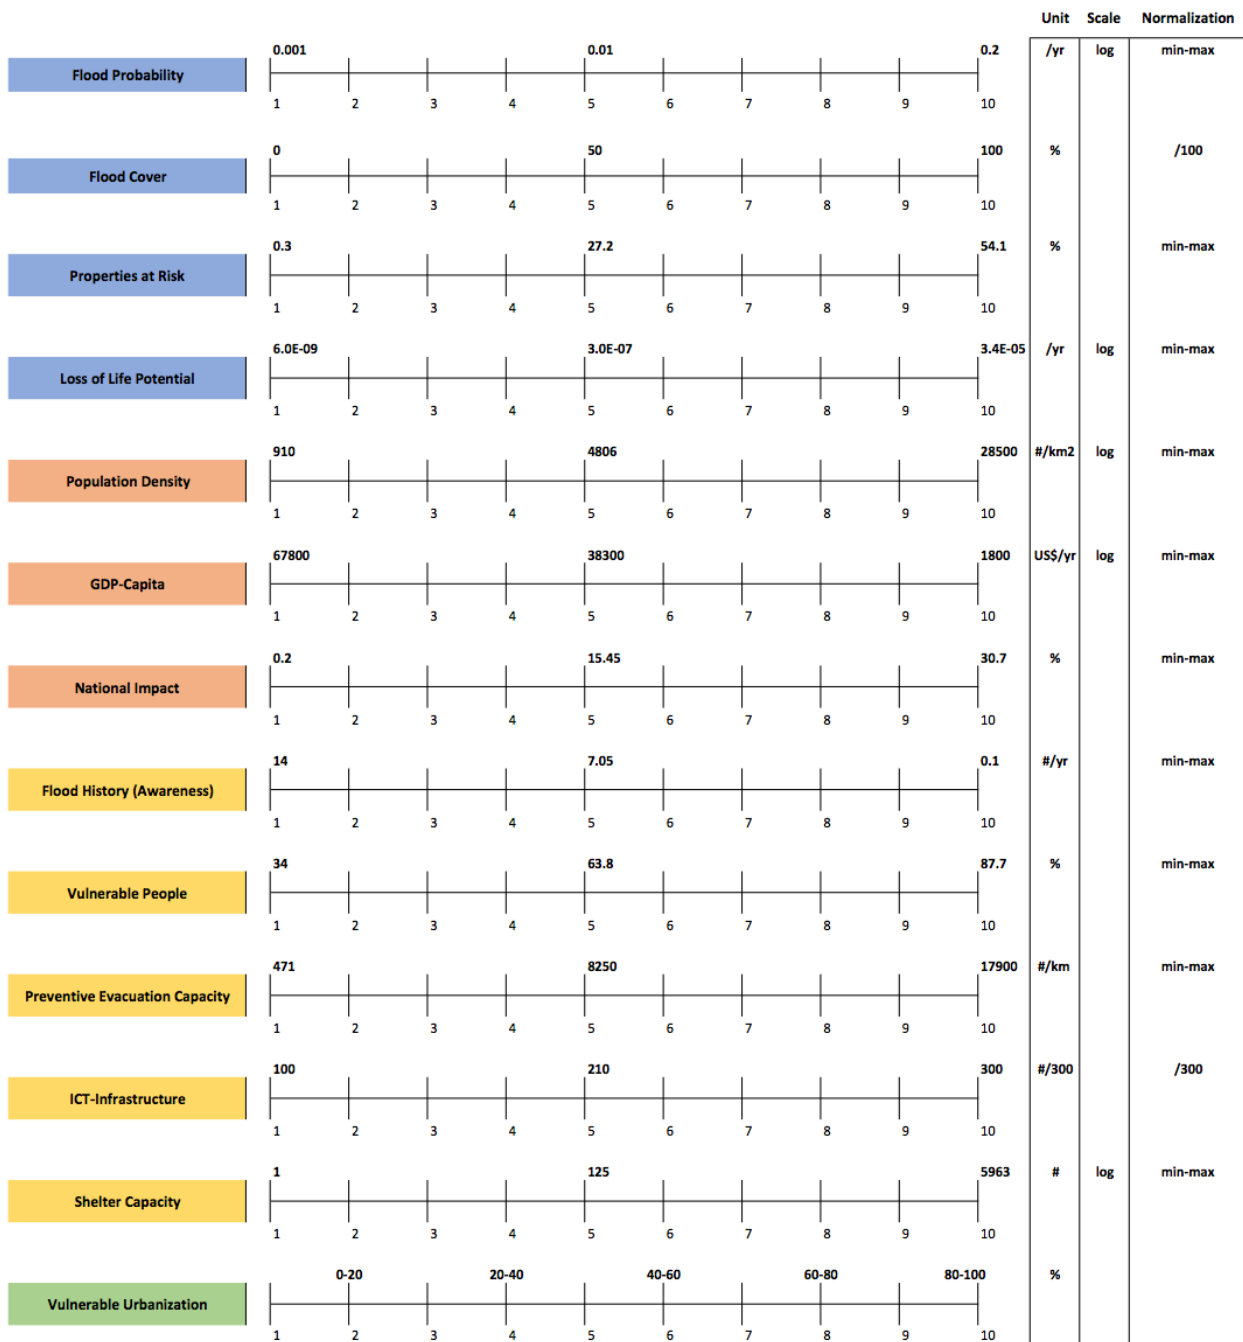 Unit Scale Normalization
0.001 0.01 0.2 /yr log min-max
Flood Probability
1 2 3 4 5 6 7 8 9 10
0 50 100 % /100
Flood Cover
1 2 3 4 5 6 7 8 9 10
0.3 27.2 54.1 % min-max
Properties at Risk
1 2 3 4 5 6 7 8 9 10
6.0E-09 3.0E-07 3.4E-05 /yr log min-max
Loss of Life Potential
1 2 3 4 5 6 7 8 9 10
910 4806 28500 #/km2 log min-max
Population Density
1 2 3 4 5 6 7 8 9 10
67800 38300 1800 US$/yr log min-max
GDP-Capita
1 2 3 4 5 6 7 8 9 10
0.2 15.45 30.7 % min-max
National Impact
1 2 3 4 5 6 7 8 9 10
14 7.05 0.1 #/yr min-max
Flood History (Awareness)
1 2 3 4 5 6 7 8 9 10
34 63.8 87.7 % min-max
Vulnerable People
1 2 3 4 5 6 7 8 9 10
471 8250 17900 #/km min-max
Preventive Evacuation Capacity
1 2 3 4 5 6 7 8 9 10
100 210 300 #/300 /300
ICT-Infrastructure
1 2 3 4 5 6 7 8 9 10
1 125 5963 # log min-max
Shelter Capacity
1 2 3 4 5 6 7 8 9 10
0-20 20-40 40-60 60-80 80-100 %
Vulnerable Urbanization
1 2 3 4 5 6 7 8 9 10